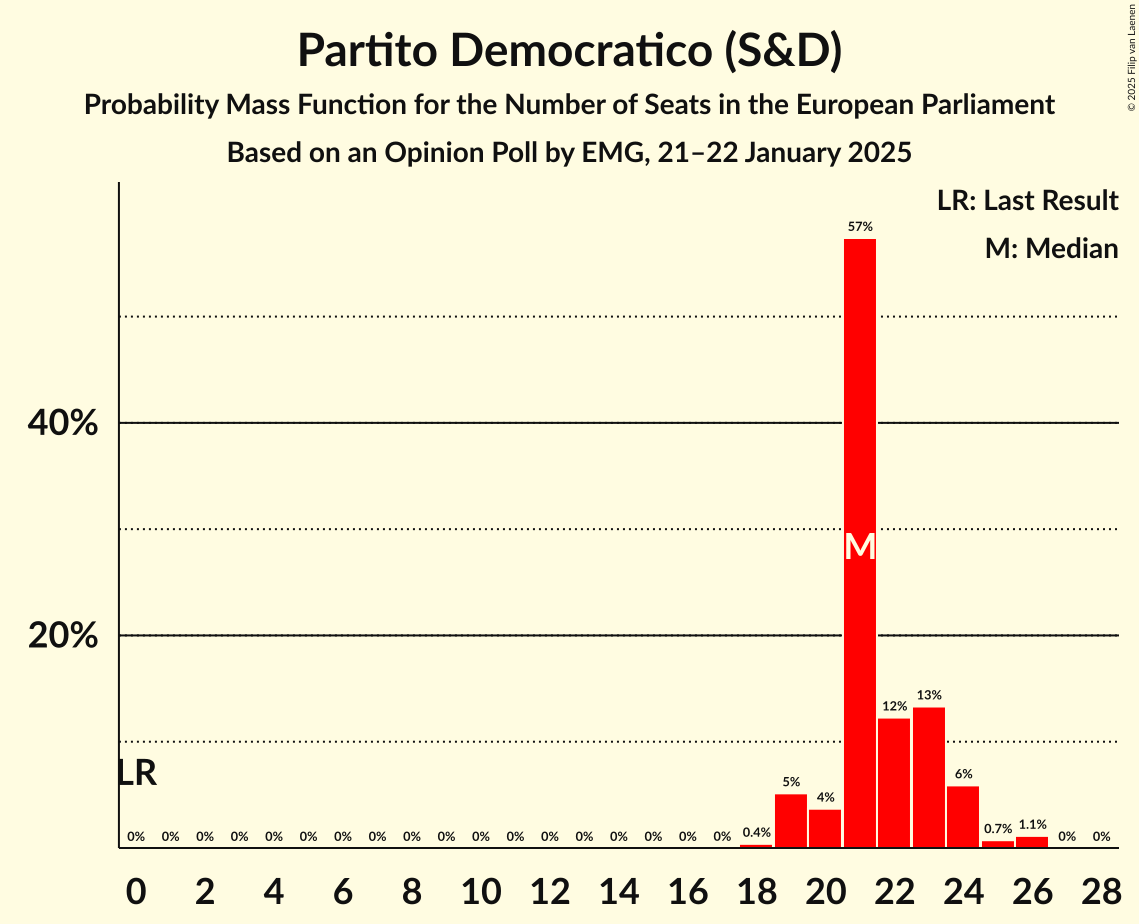 Partito Democratico (S&D)
Probability Mass Function for the Number of Seats in the European Parliament
Based on an Opinion Poll by EMG, 21–22 January 2025
© 2025 Filip van Laenen
LR: Last Result
M: Median
57%
40%
M
20%
13%
12%
LR
6%
5%
4%
0% 0% 0% 0% 0% 0% 0% 0% 0% 0% 0% 0% 0% 0% 0% 0% 0% 0% 0.4% 0.7% 1.1% 0% 0%
0 2 4 6 8 10 12 14 16 18 20 22 24 26 28